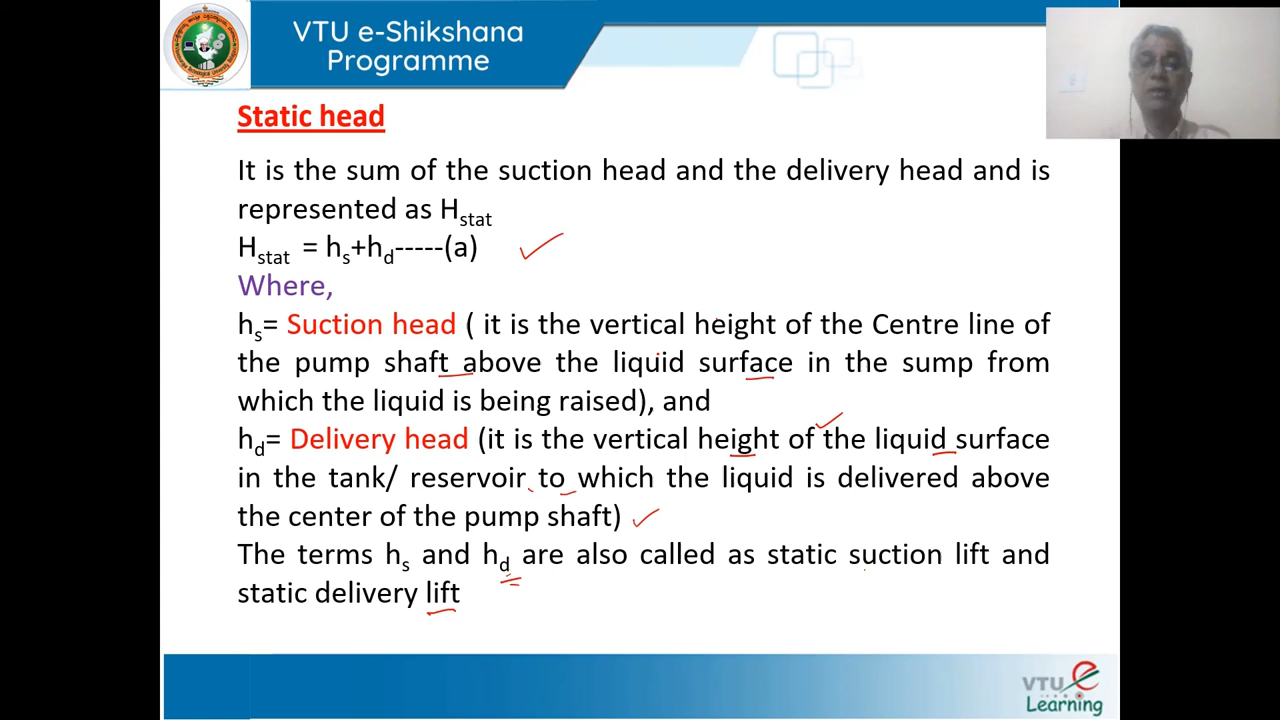 VTU e-Shikshana
Programme
Static head
It is the sum of the suction head and the delivery head and is
represented as Hstat
Hstat = hs+hd-----(a)
Where,
hs= Suction head ( it is the vertical height of the Centre line of
the pump shaft above the liquid surface in the sump from
which the liquid is being raised), and
hd= Delivery head (it is the vertical height of the liquid surface
in the tank/ reservoir to which the liquid is delivered above
the center of the pump shaft)
The terms hs and hd are also called as static suction lift and
static delivery lift
VTU e
Learning